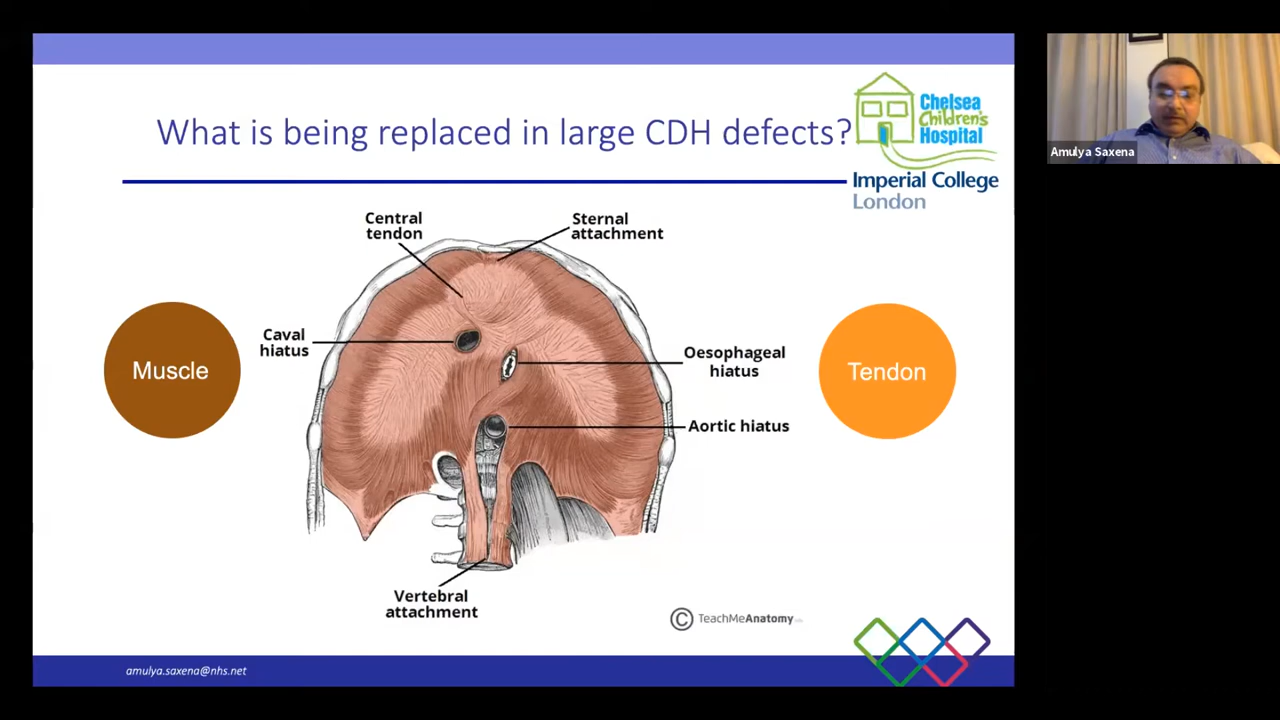 What is being replaced in large CDH defects?
Chelsea
Children's
Hospital
Imperial College
London
Amulya Saxena
Central
tendon
Sternal
attachment
Caval
hiatus
Muscle
Oesophageal
hiatus
Tendon
Aortic hiatus
Vertebral
attachment
© TeachMeAnatomy
amulya.saxena@nhs.net